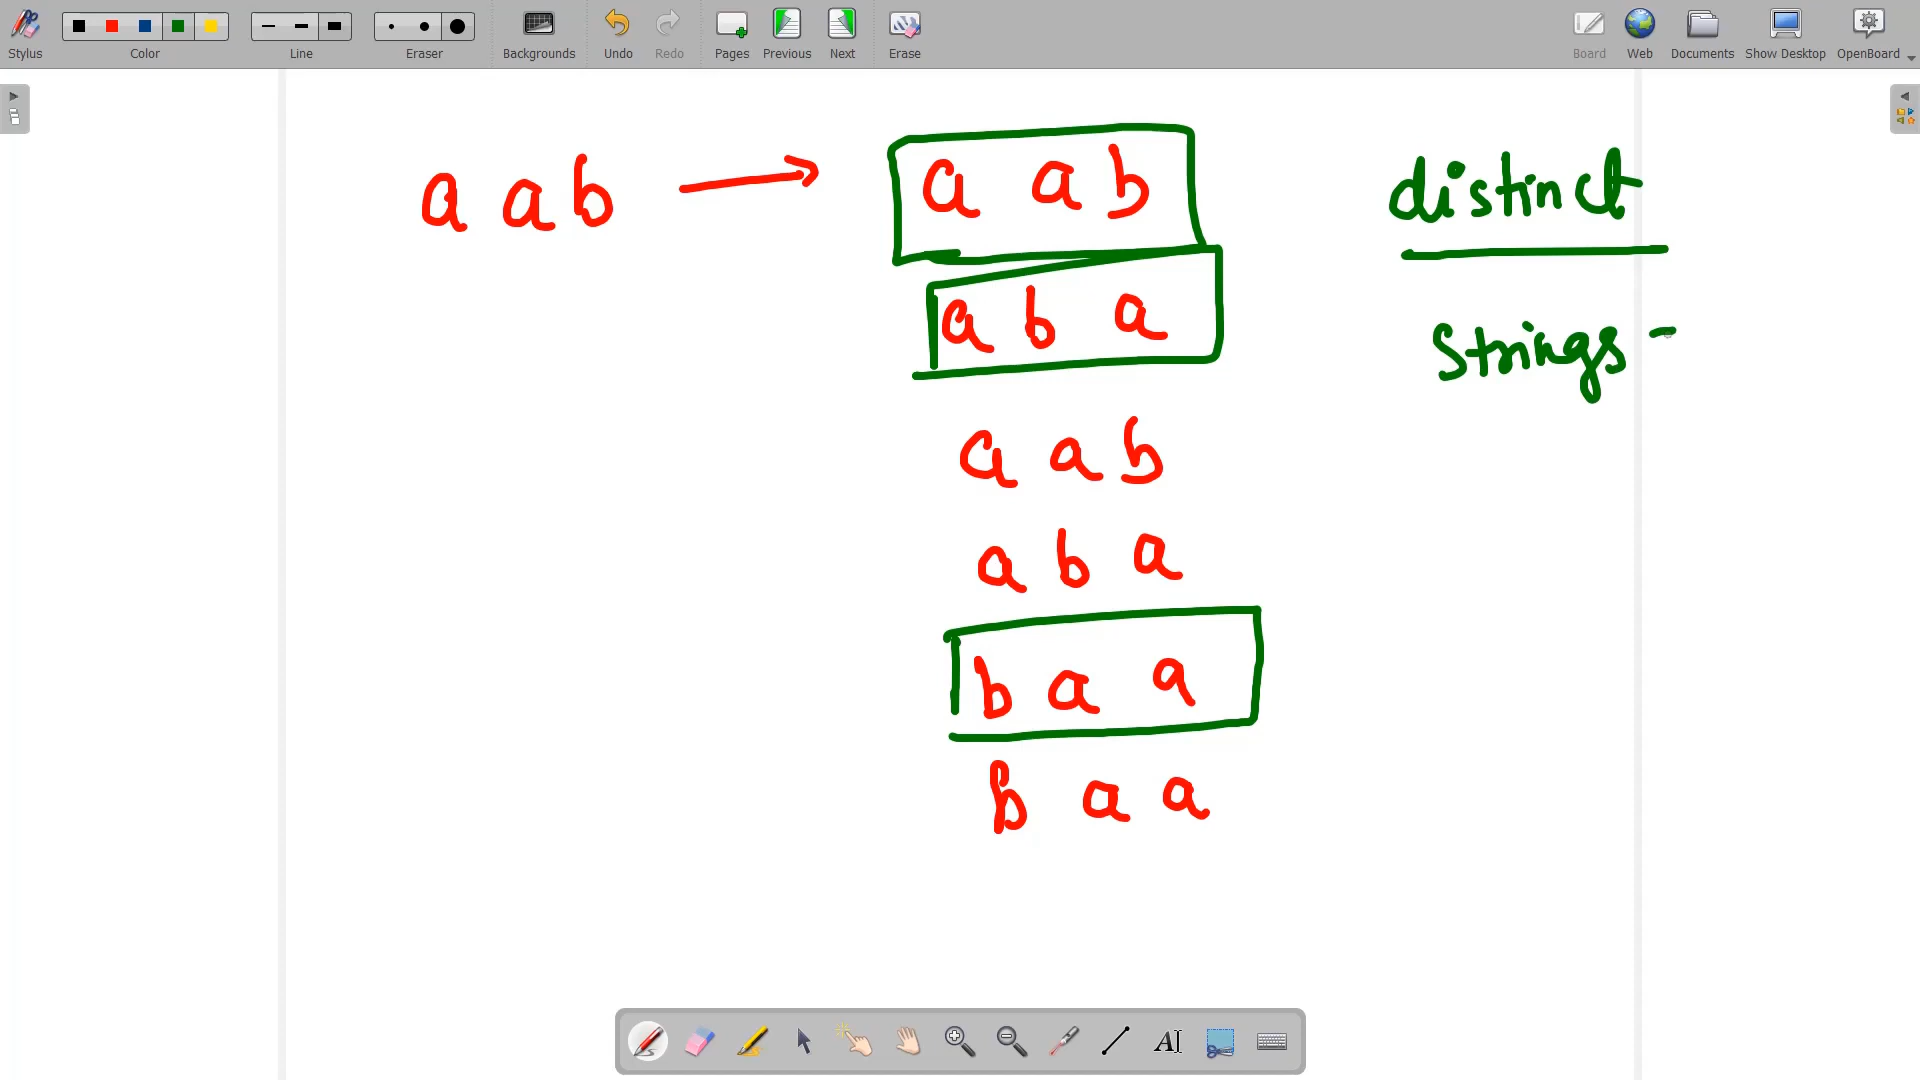 Stylus
Color
Line
Eraser
Backgrounds
Undo
Redo
Pages
Previous
Next
Erase
Board
Web
Documents
Show Desktop
OpenBoard
a a b → a a b
distinct
a b a
Strings -
a a b
a b a
b a a
b a a